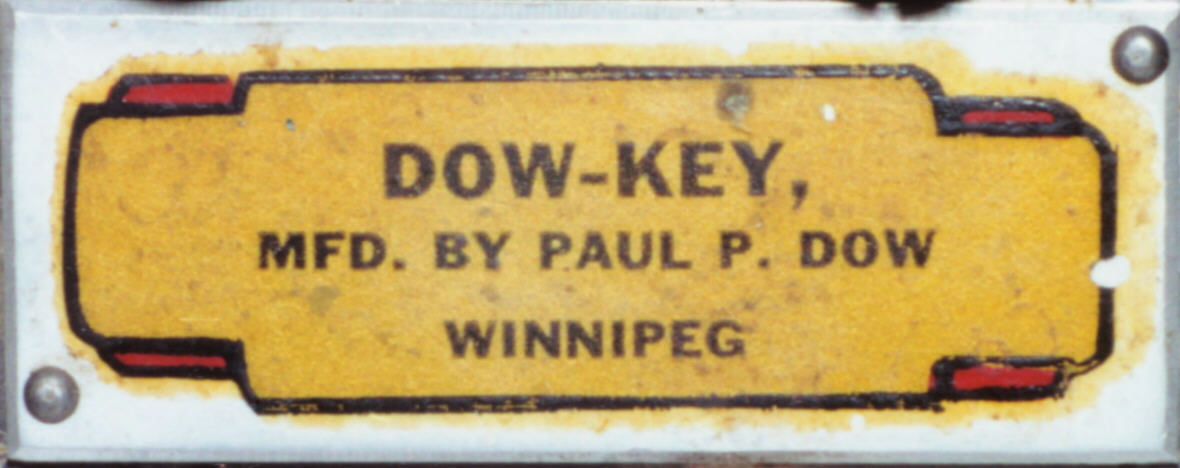 DOW-KEY,
MFD. BY PAUL P. DOW
WINNIPEG